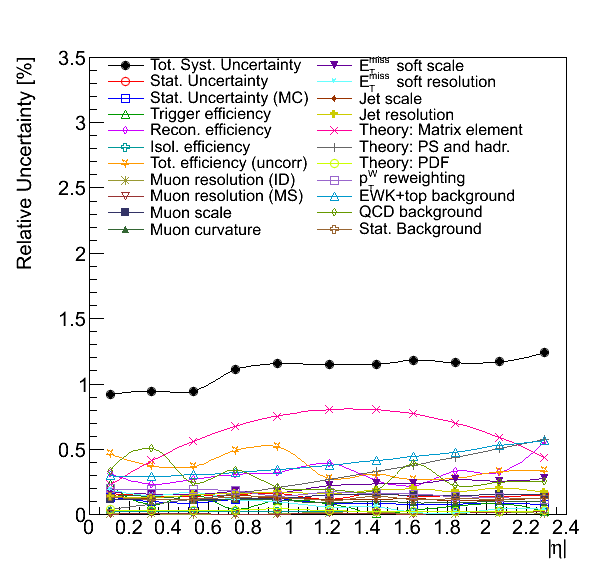 Relative Uncertainty [%]
3.5
3
2.5
2
1.5
1
0.5
0
Tot. Syst. Uncertainty
Stat. Uncertainty
Stat. Uncertainty (MC)
Trigger efficiency
Recon. efficiency
Isol. efficiency
Tot. efficiency (uncorr)
Muon resolution (ID)
Muon resolution (MS)
Muon scale
Muon curvature
E_T^miss soft scale
E_T^miss soft resolution
Jet scale
Jet resolution
Theory: Matrix element
Theory: PS and hadr.
Theory: PDF
p_T^W reweighting
EWK+top background
QCD background
Stat. Background
0 0.2 0.4 0.6 0.8 1 1.2 1.4 1.6 1.8 2 2.2 2.4
|η|